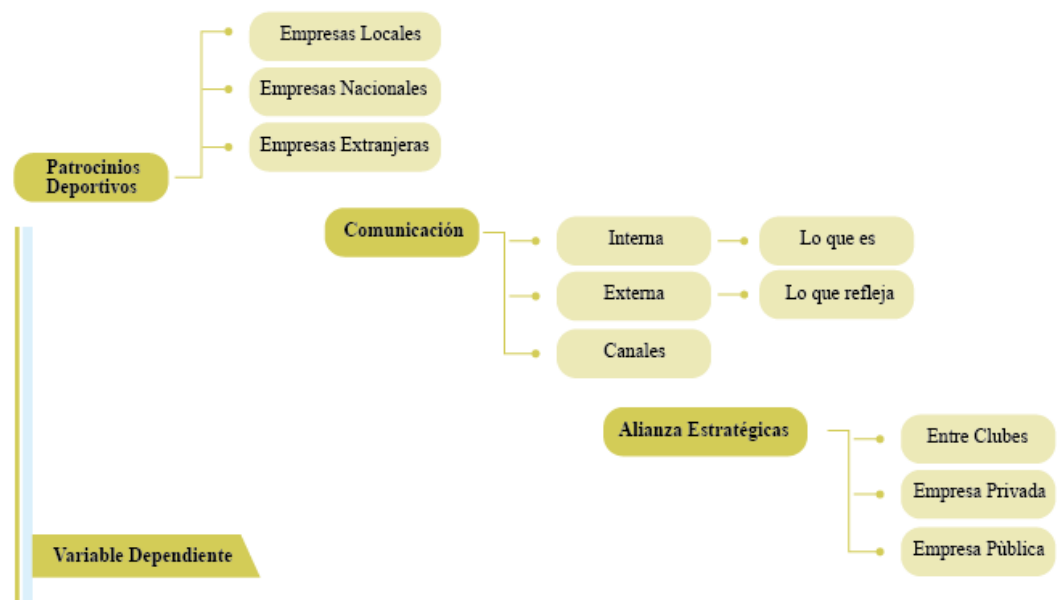 Empresas Locales
Empresas Nacionales
Empresas Extranjeras
Patrocinios
Deportivos
Comunicación
Interna
Lo que es
Externa
Lo que refleja
Canales
Alianza Estratégicas
Entre Clubes
Empresa Privada
Empresa Pùblica
Variable Dependiente